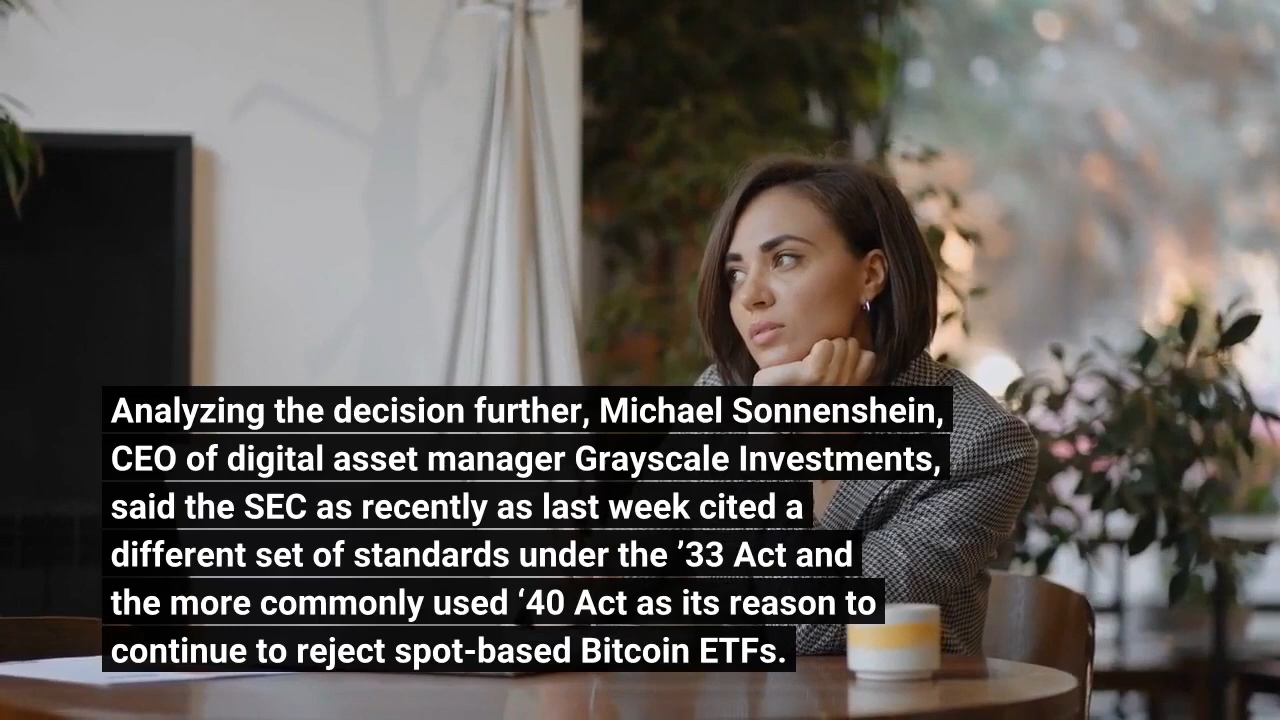 Analyzing the decision further, Michael Sonnenshein,
CEO of digital asset manager Grayscale Investments,
said the SEC as recently as last week cited a
different set of standards under the ’33 Act and
the more commonly used ‘40 Act as its reason to
continue to reject spot-based Bitcoin ETFs.